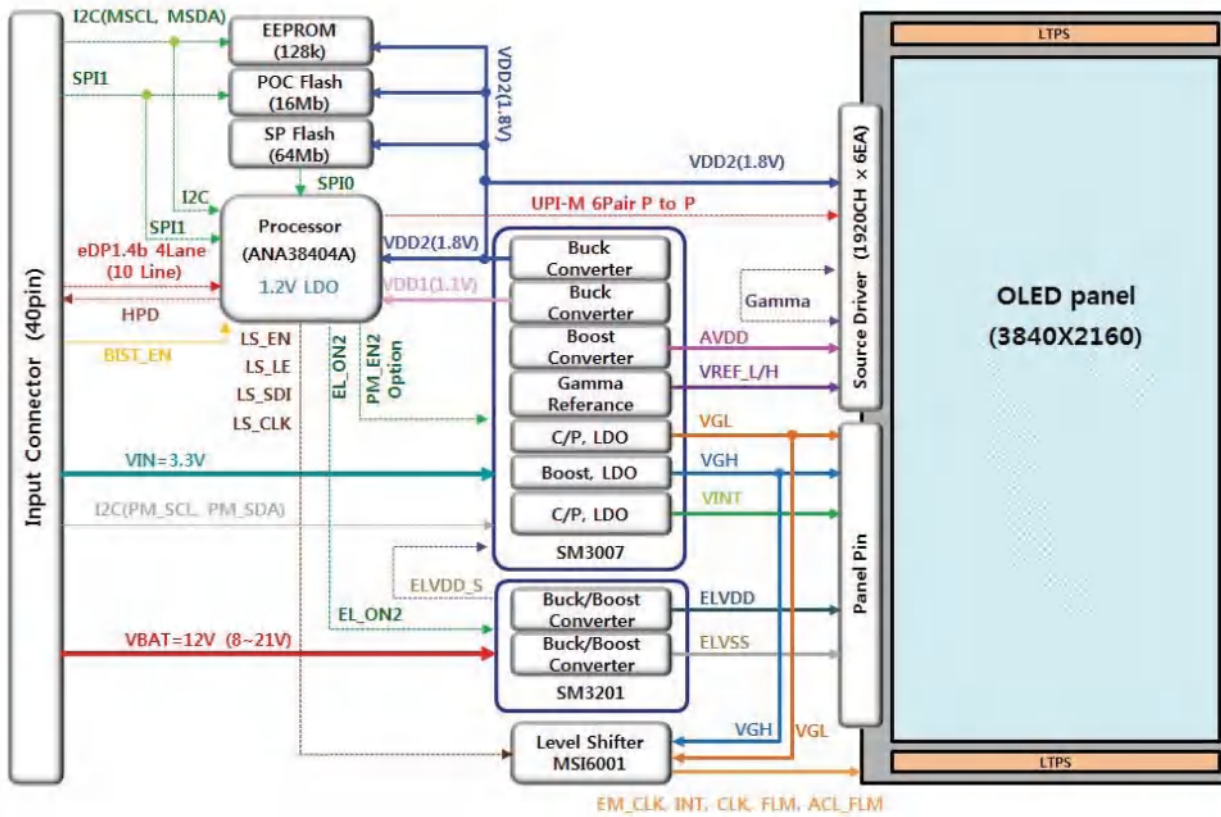 I2C(MSCL, MSDA)
EEPROM
(128k)
LTPS
SPI1
POC Flash
(16Mb)
VDD2(1.8V)
SP Flash
(64Mb)
VDD2(1.8V)
SPI0
I2C
UPI-M 6Pair P to P
Processor
(ANA38404A)
1.2V LDO
SPI1
eDP1.4b 4Lane
(10 Line)
HPD
BIST_EN
VDD2(1.8V)
VDD1(1.1V)
Buck
Converter
Buck
Converter
Boost
Converter
Gamma
Referance
C/P, LDO
Boost, LDO
C/P, LDO
SM3007
Gamma
AVDD
VREF_L/H
VGL
VGH
VINT
Source Driver (1920CH x 6EA)
OLED panel
(3840X2160)
LS_EN
LS_LE
LS_SDI
LS_CLK
EL_ON2
PM_EN2
Option
Input Connector (40pin)
VIN=3.3V
I2C(PM_SCL, PM_SDA)
Panel Pin
ELVDD_S
EL_ON2
VBAT=12V (8~21V)
Buck/Boost
Converter
Buck/Boost
Converter
SM3201
ELVDD
ELVSS
VGH
VGL
Level Shifter
MSI6001
LTPS
EM_CLK, INT, CLK, FLM, ACL_FLM